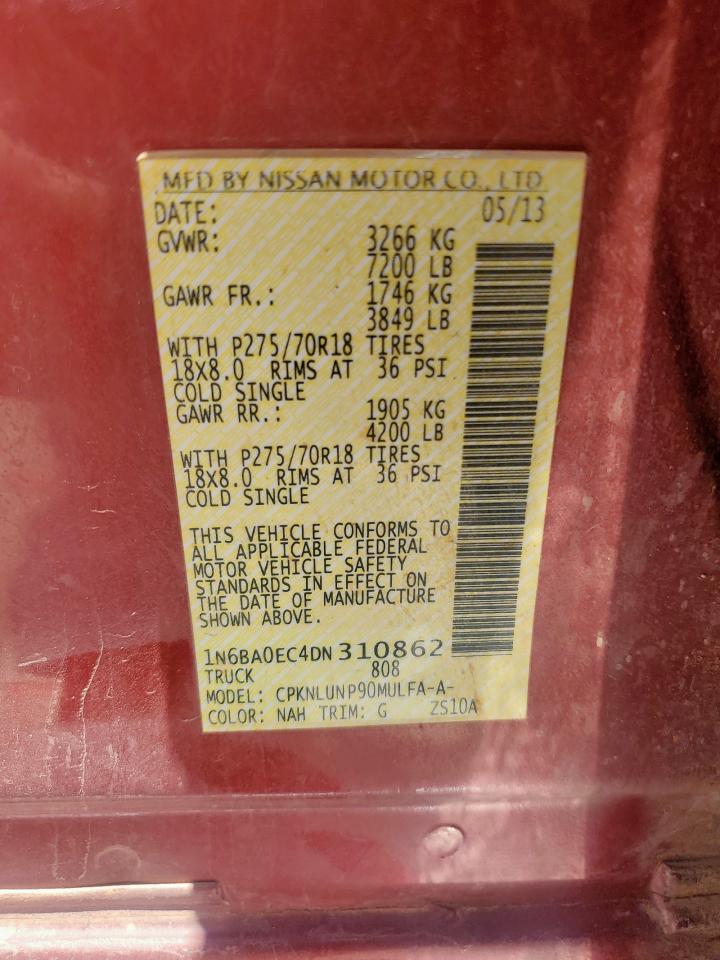 MFD BY NISSAN MOTOR CO., LTD
DATE: 05/13
GVWR: 3266 KG
7200 LB
GAWR FR.: 1746 KG
3849 LB
WITH P275/70R18 TIRES
18X8.0 RIMS AT 36 PSI
COLD SINGLE
GAWR RR.: 1905 KG
4200 LB
WITH P275/70R18 TIRES
18X8.0 RIMS AT 36 PSI
COLD SINGLE
THIS VEHICLE CONFORMS TO
ALL APPLICABLE FEDERAL
MOTOR VEHICLE SAFETY
STANDARDS IN EFFECT ON
THE DATE OF MANUFACTURE
SHOWN ABOVE.
1N6BA0EC4DN310862
TRUCK 808
MODEL: CPKNLUNP90MULFA-A-
COLOR: NAH TRIM: G ZS10A